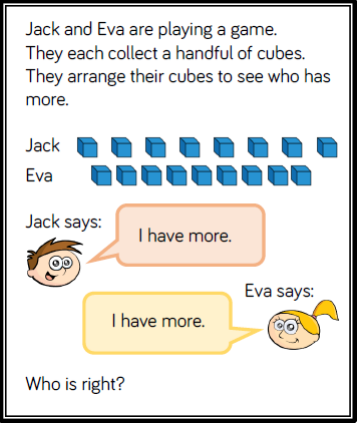 Jack and Eva are playing a game.
They each collect a handful of cubes.
They arrange their cubes to see who has
more.
Jack
Eva
Jack says:
I have more.
Eva says:
I have more.
Who is right?